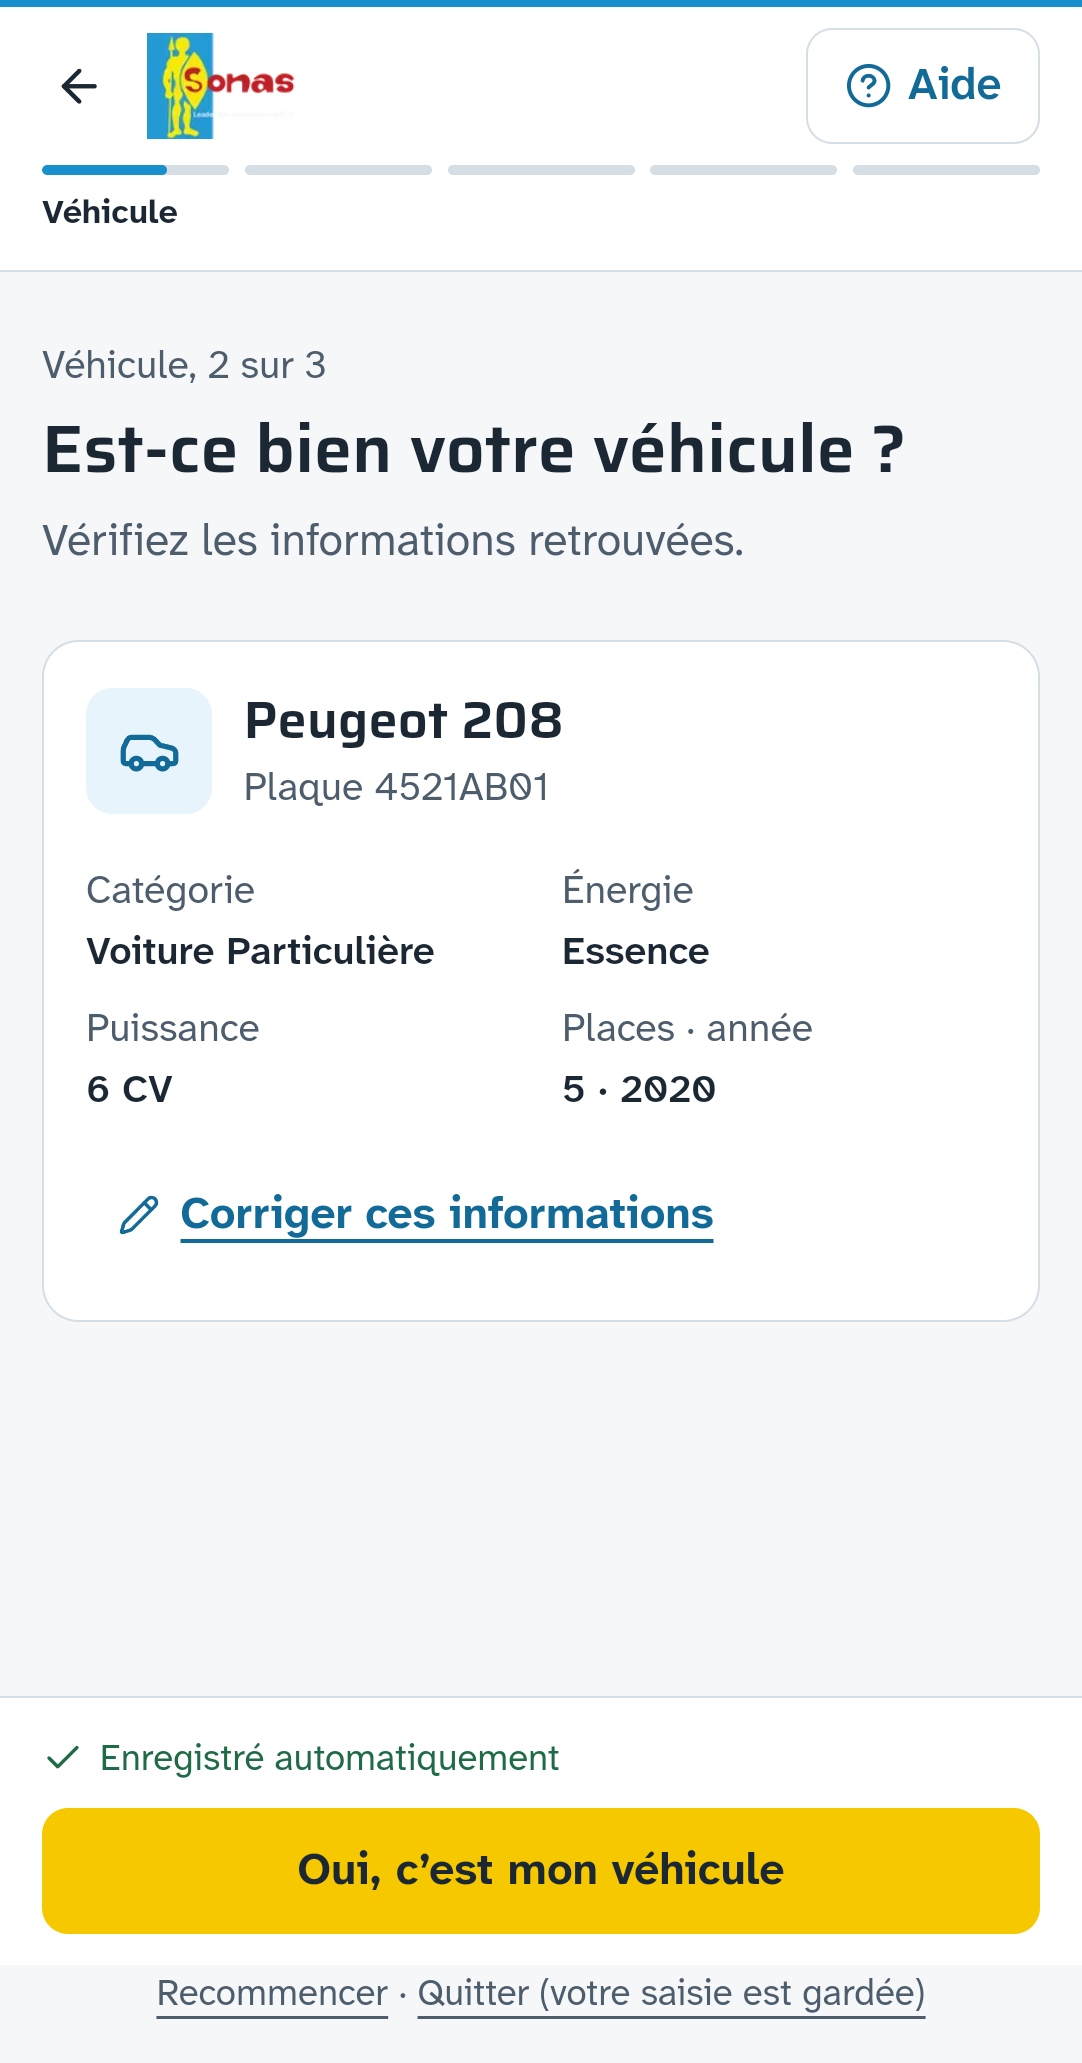 Sonas
Aide
Véhicule
Véhicule, 2 sur 3
Est-ce bien votre véhicule ?
Vérifiez les informations retrouvées.
Peugeot 208
Plaque 4521AB01
Catégorie
Énergie
Voiture Particulière
Essence
Puissance
Places · année
6 CV
5 · 2020
Corriger ces informations
Enregistré automatiquement
Oui, c’est mon véhicule
Recommencer · Quitter (votre saisie est gardée)